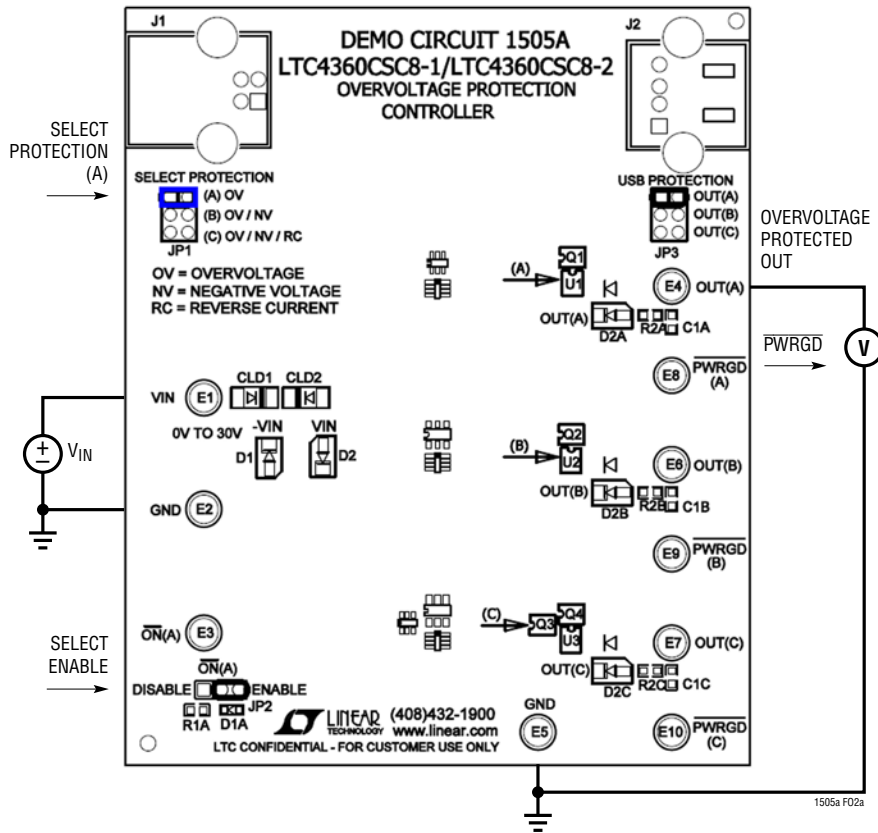 J1
J2
DEMO CIRCUIT 1505A
LTC4360CSC8-1/LTC4360CSC8-2
OVERVOLTAGE PROTECTION
CONTROLLER
SELECT
PROTECTION
(A)
SELECT PROTECTION
(A) OV
(B) OV / NV
(C) OV / NV / RC
JP1
OV = OVERVOLTAGE
NV = NEGATIVE VOLTAGE
RC = REVERSE CURRENT
USB PROTECTION
OUT(A)
OUT(B)
OUT(C)
JP3
OVERVOLTAGE
PROTECTED
OUT
(A)
Q1
U1
E4
OUT(A)
OUT(A)
D2A
R2A
C1A
PWRGD
V
E8
PWRGD
(A)
VIN
E1
CLD1
CLD2
0V TO 30V
-VIN
VIN
D1
D2
+
−
VIN
GND
E2
(B)
Q2
U2
E6
OUT(B)
OUT(B)
D2B
R2B
C1B
E9
PWRGD
(B)
(C)
Q3
Q4
U3
E7
OUT(C)
OUT(C)
D2C
R2C
C1C
ON(A)
E3
SELECT
ENABLE
ON(A)
DISABLE
ENABLE
JP2
R1A
D1A
LINEAR
TECHNOLOGY
(408)432-1900
www.linear.com
LTC CONFIDENTIAL - FOR CUSTOMER USE ONLY
GND
E5
E10
PWRGD
(C)
1505a F02a